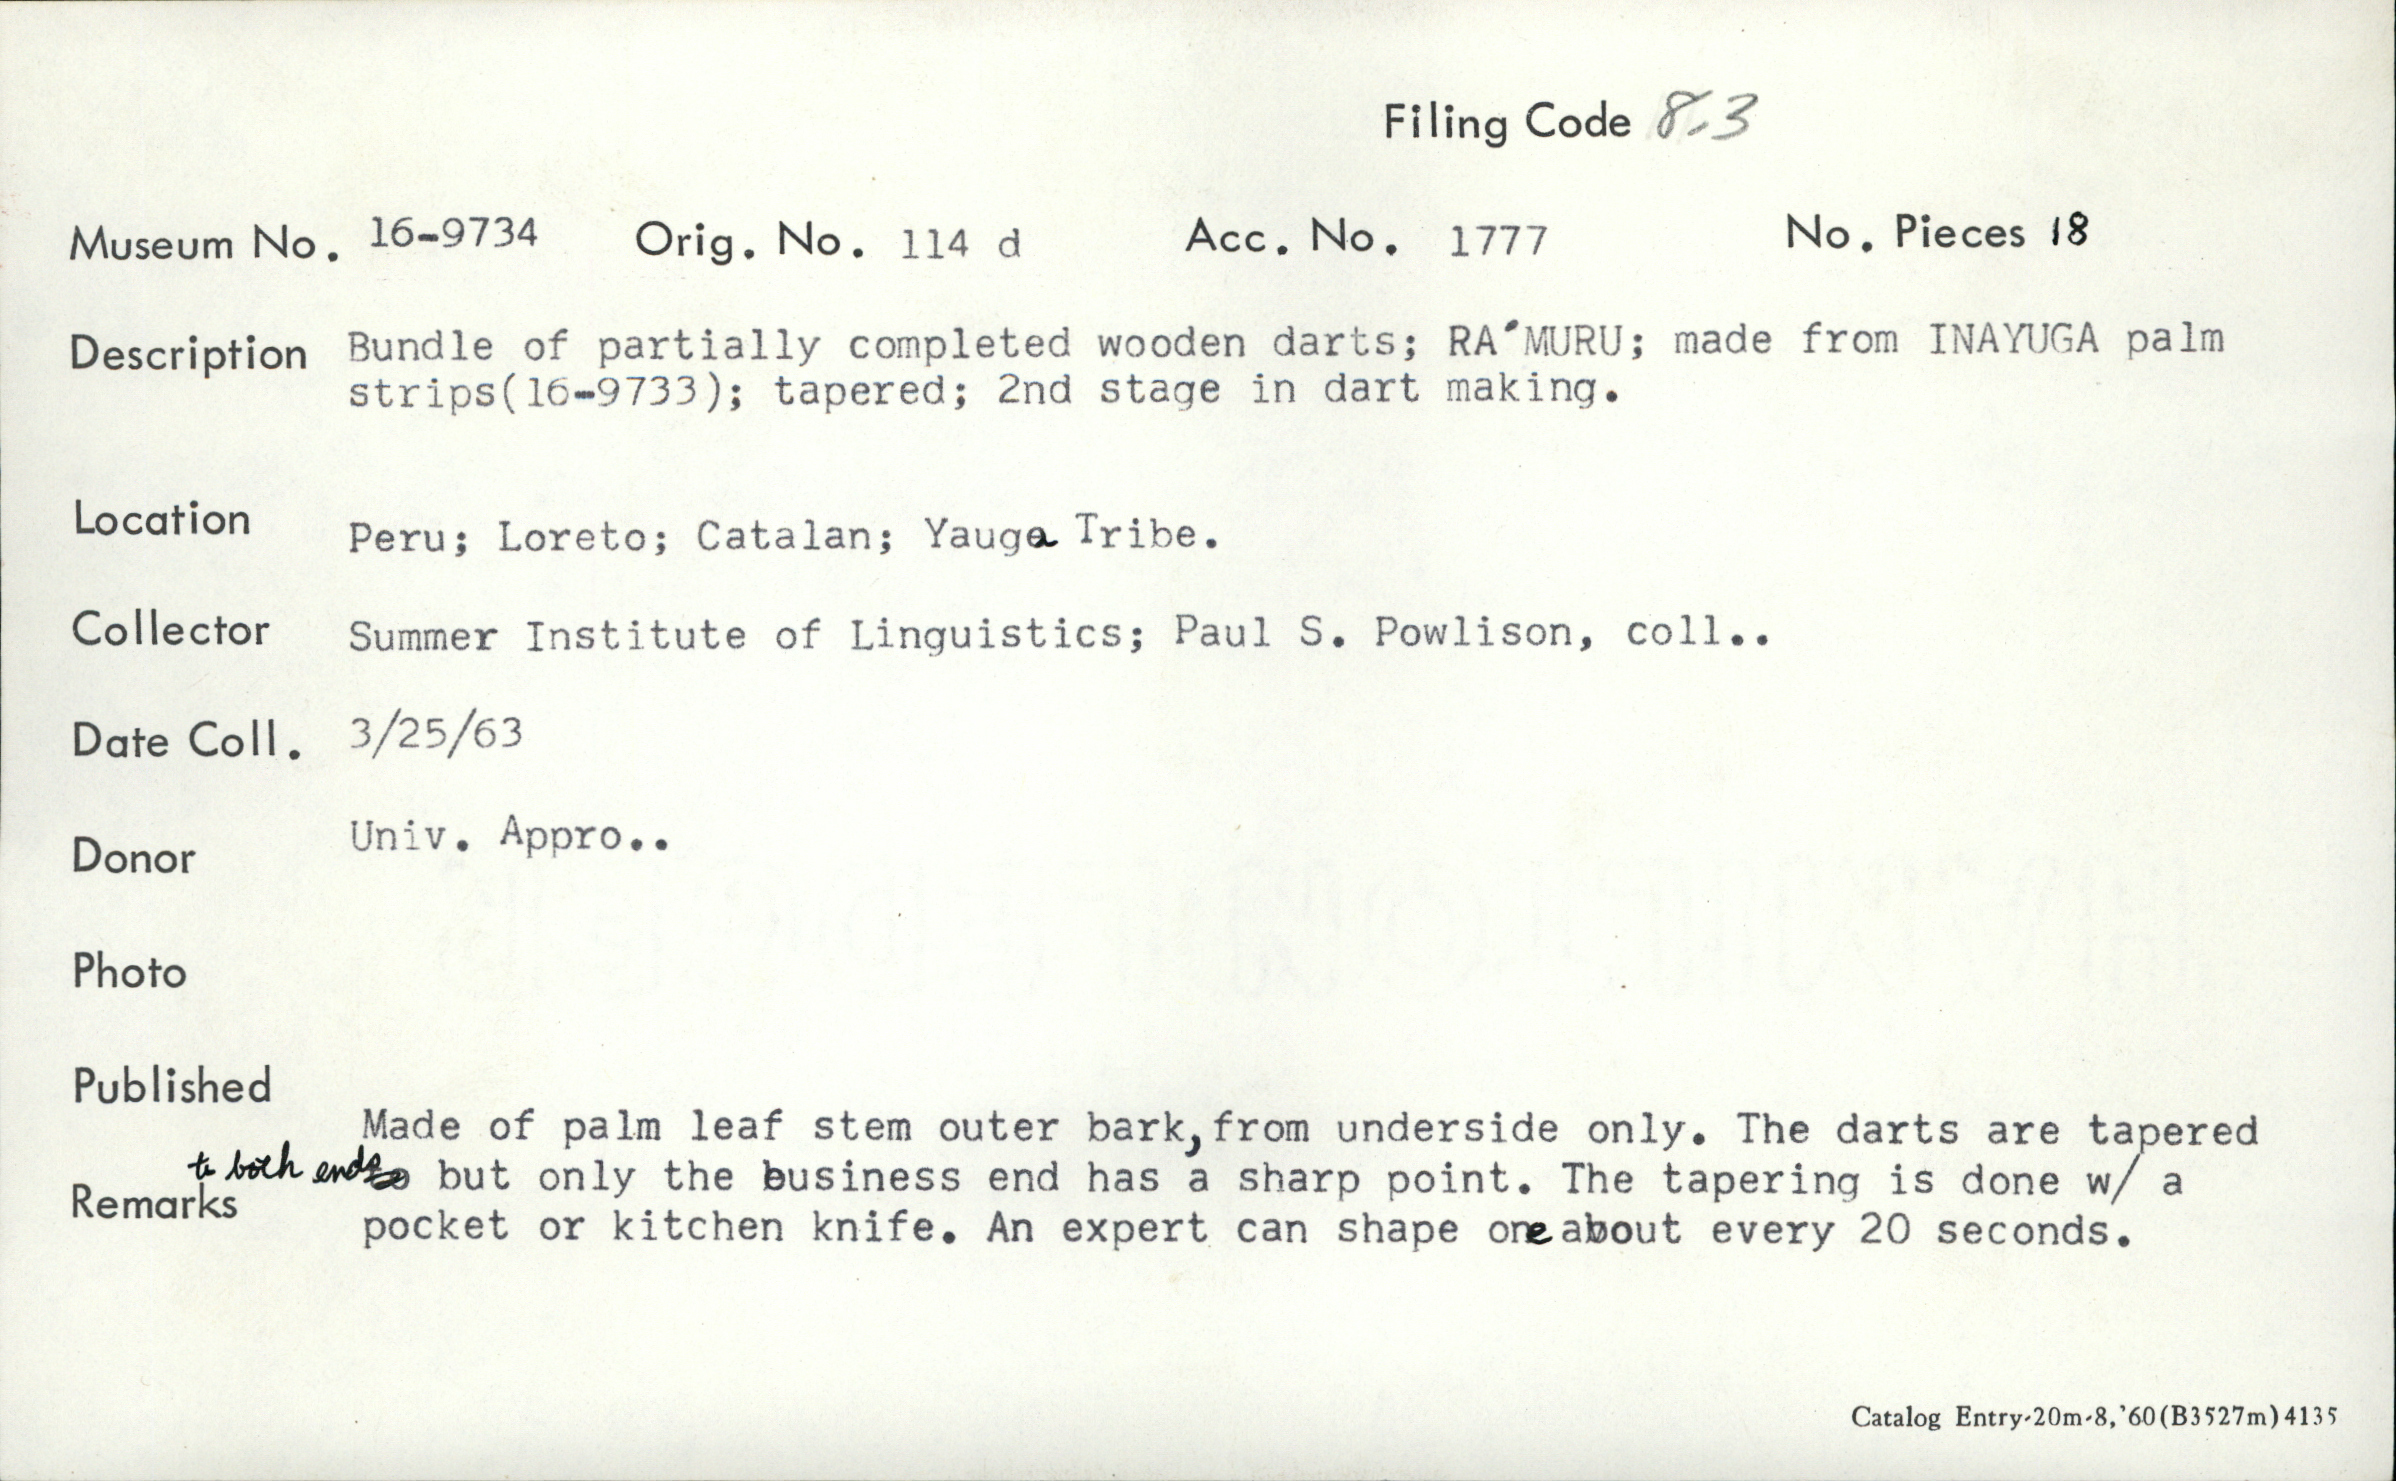 Filing Code 8.3
Museum No. 16-9734 Orig. No. 114 d Acc. No. 1777 No. Pieces 18
Description Bundle of partially completed wooden darts; RA'MURU; made from INAYUGA palm
strips(16-9733); tapered; 2nd stage in dart making.
Location Peru; Loreto; Catalan; Yauga Tribe.
Collector Summer Institute of Linguistics; Paul S. Powlison, coll..
Date Coll. 3/25/63
Donor Univ. Appro..
Photo
Published
Made of palm leaf stem outer bark, from underside only. The darts are tapered
to both ends but only the business end has a sharp point. The tapering is done w/ a
Remarks pocket or kitchen knife. An expert can shape one about every 20 seconds.
Catalog Entry-20m-8,'60(B3527m)4135